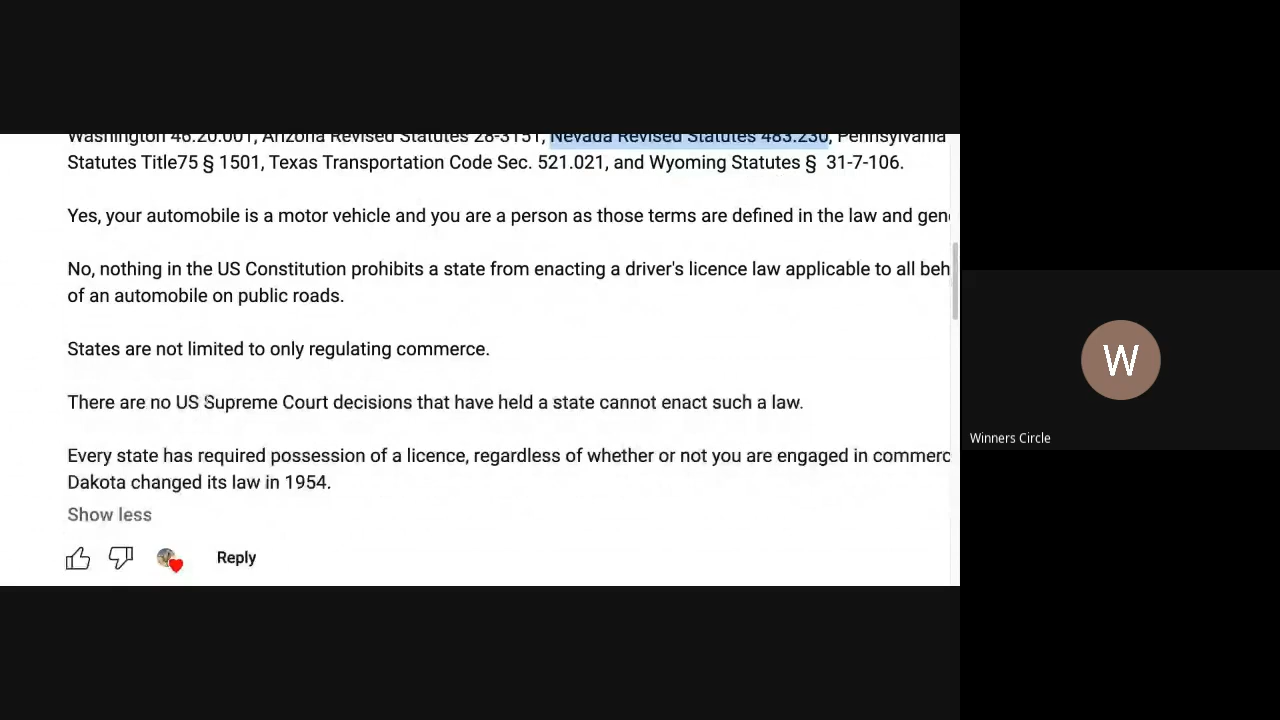 Washington 46.20.001, Arizona Revised Statutes 28-3151, Nevada Revised Statutes 483.230, Pennsylvania
Statutes Title75 § 1501, Texas Transportation Code Sec. 521.021, and Wyoming Statutes § 31-7-106.
Yes, your automobile is a motor vehicle and you are a person as those terms are defined in the law and gen
No, nothing in the US Constitution prohibits a state from enacting a driver's licence law applicable to all beh
of an automobile on public roads.
States are not limited to only regulating commerce.
There are no US Supreme Court decisions that have held a state cannot enact such a law.
Every state has required possession of a licence, regardless of whether or not you are engaged in commerc
Dakota changed its law in 1954.
Show less
Reply
W
Winners Circle